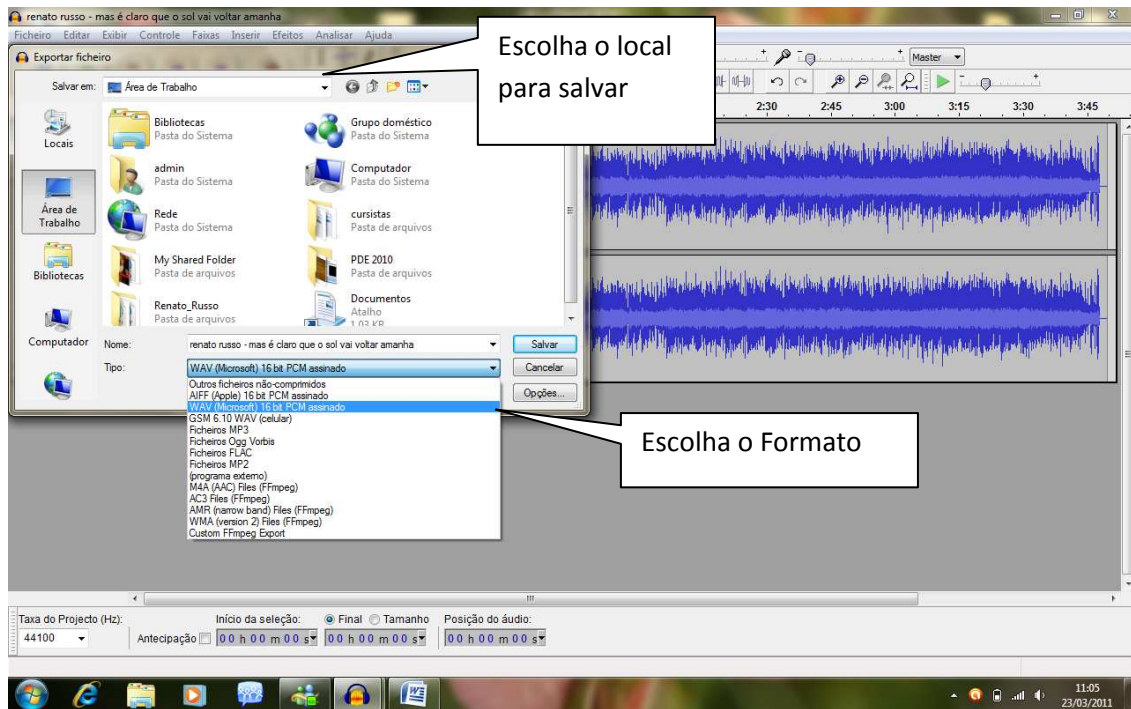 renato russo - mas é claro que o sol vai voltar amanha
Ficheiro Editar Exibir Controle Faixas Inserir Efeitos Analisar Ajuda
Escolha o local
para salvar
Master
Exportar ficheiro
Salvar em:
Área de Trabalho
2:30 2:45 3:00 3:15 3:30 3:45
Locais
Área de
Trabalho
Bibliotecas
Computador
Bibliotecas
Pasta do Sistema
Grupo doméstico
Pasta do Sistema
admin
Pasta do Sistema
Computador
Pasta do Sistema
Rede
Pasta do Sistema
cursistas
Pasta de arquivos
My Shared Folder
Pasta de arquivos
PDE 2010
Pasta de arquivos
Renato_Russo
Pasta de arquivos
Documentos
Atalho
1,03 KB
Nome:
renato russo - mas é claro que o sol vai voltar amanha
Salvar
Tipo:
WAV (Microsoft) 16 bit PCM assinado
Cancelar
Opções...
Outros ficheiros não-comprimidos
AIFF (Apple) 16 bit PCM assinado
WAV (Microsoft) 16 bit PCM assinado
GSM 6.10 WAV (celular)
Ficheiros MP3
Ficheiros Ogg Vorbis
Ficheiros FLAC
Ficheiros MP2
(programa externo)
M4A (AAC) Files (FFmpeg)
AC3 Files (FFmpeg)
AMR (narrow band) Files (FFmpeg)
WMA (version 2) Files (FFmpeg)
Custom FFmpeg Export
Escolha o Formato
Taxa do Projecto (Hz):
Início da seleção:
Final
Tamanho
Posição do áudio:
44100
Antecipação
00 h 00 m 00 s
00 h 00 m 00 s
00 h 00 m 00 s
11:05
23/03/2011